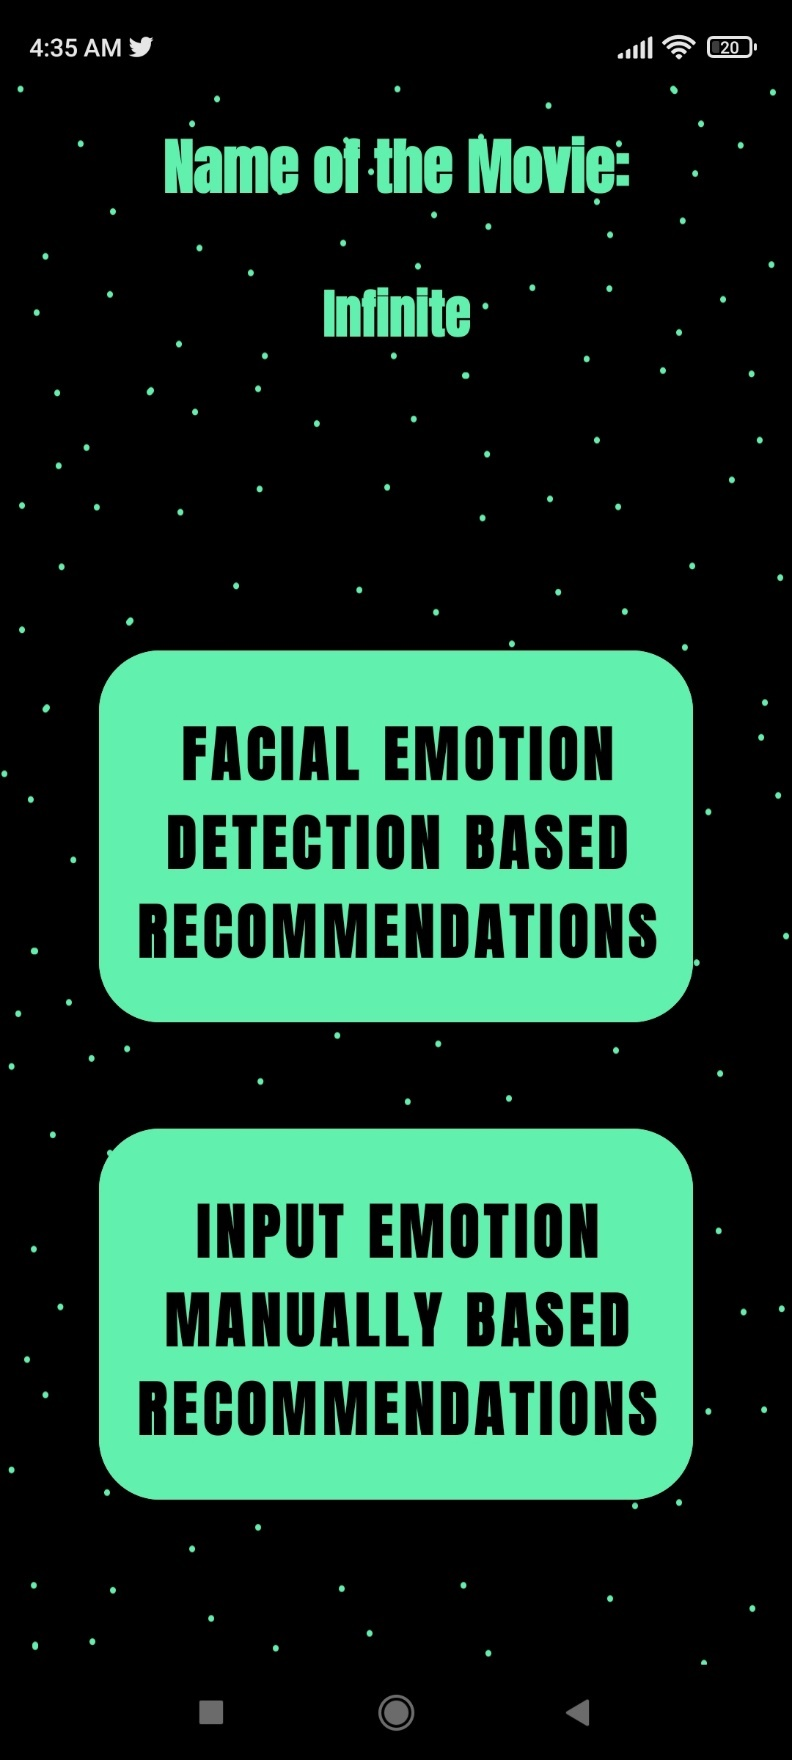 4:35 AM
20
Name of the Movie:
Infinite
FACIAL EMOTION
DETECTION BASED
RECOMMENDATIONS
INPUT EMOTION
MANUALLY BASED
RECOMMENDATIONS